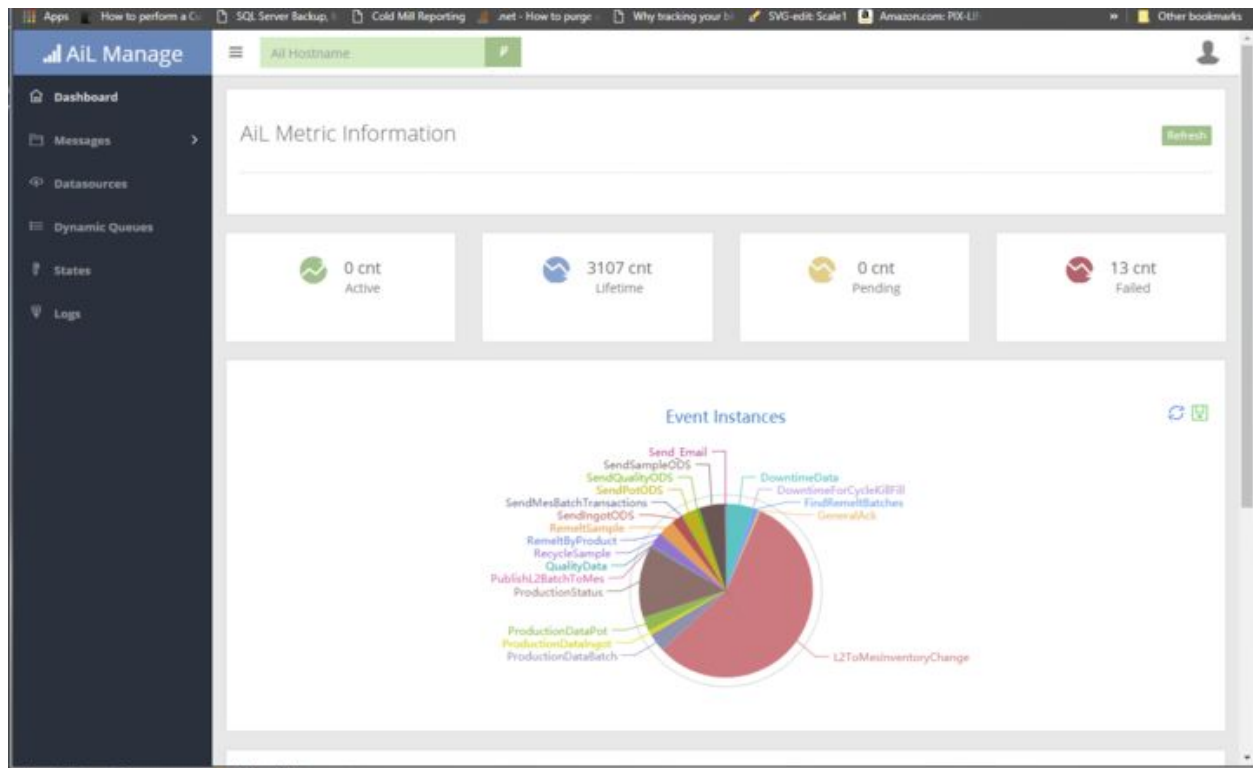 Apps How to perform a C SQL Server Backup, Cold Mill Reporting .net - How to purge Why tracking your bi SVG-edit: Scale1 Amazon.com: PIX-LI » Other bookmarks
AiL Manage
Ail Hostname
Dashboard
Messages
Datasources
Dynamic Queues
States
Logs
AiL Metric Information
Refresh
0 cnt
Active
3107 cnt
Lifetime
0 cnt
Pending
13 cnt
Failed
Event Instances
Send_Email
SendSampleODS
SendQualityODS
SendPotODS
SendMesBatchTransactions
SendIngotODS
RemeltSample
RemeltByProduct
RecycleSample
QualityData
PublishL2BatchToMes
ProductionStatus
ProductionDataPot
ProductionDataIngot
ProductionDataBatch
DowntimeData
DowntimeForCycleKillFill
FindRemeltBatches
GeneralAck
L2ToMesInventoryChange